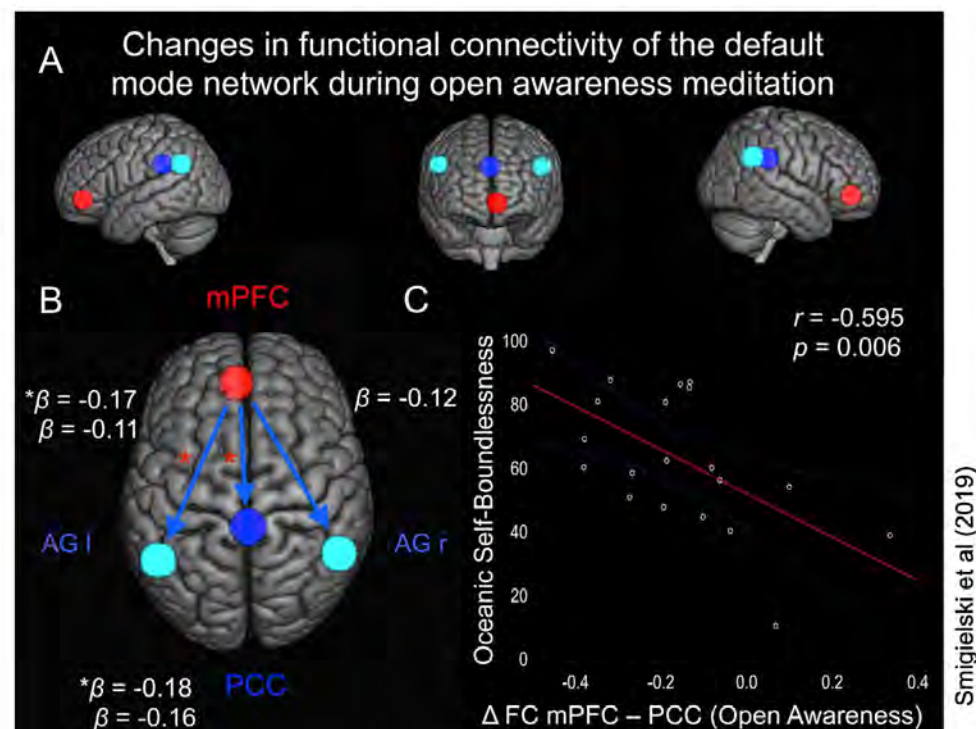 A
Changes in functional connectivity of the default
mode network during open awareness meditation
B
mPFC
*β = -0.17
β = -0.11
β = -0.12
*
*
AG l
AG r
PCC
*β = -0.18
β = -0.16
C
r = -0.595
p = 0.006
Oceanic Self-Boundlessness
100
80
60
40
20
0
-0.4
-0.2
0.0
0.2
0.4
Δ FC mPFC – PCC (Open Awareness)
Smigielski et al (2019)